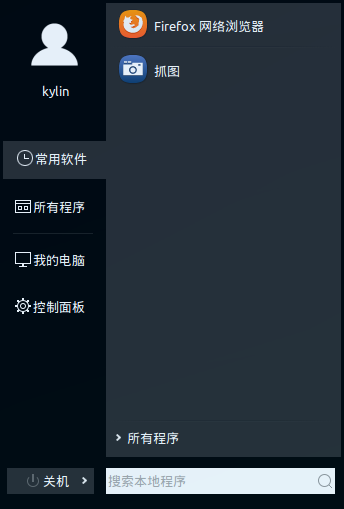 kylin
常用软件
所有程序
我的电脑
控制面板
关机
Firefox 网络浏览器
抓图
所有程序
搜索本地程序